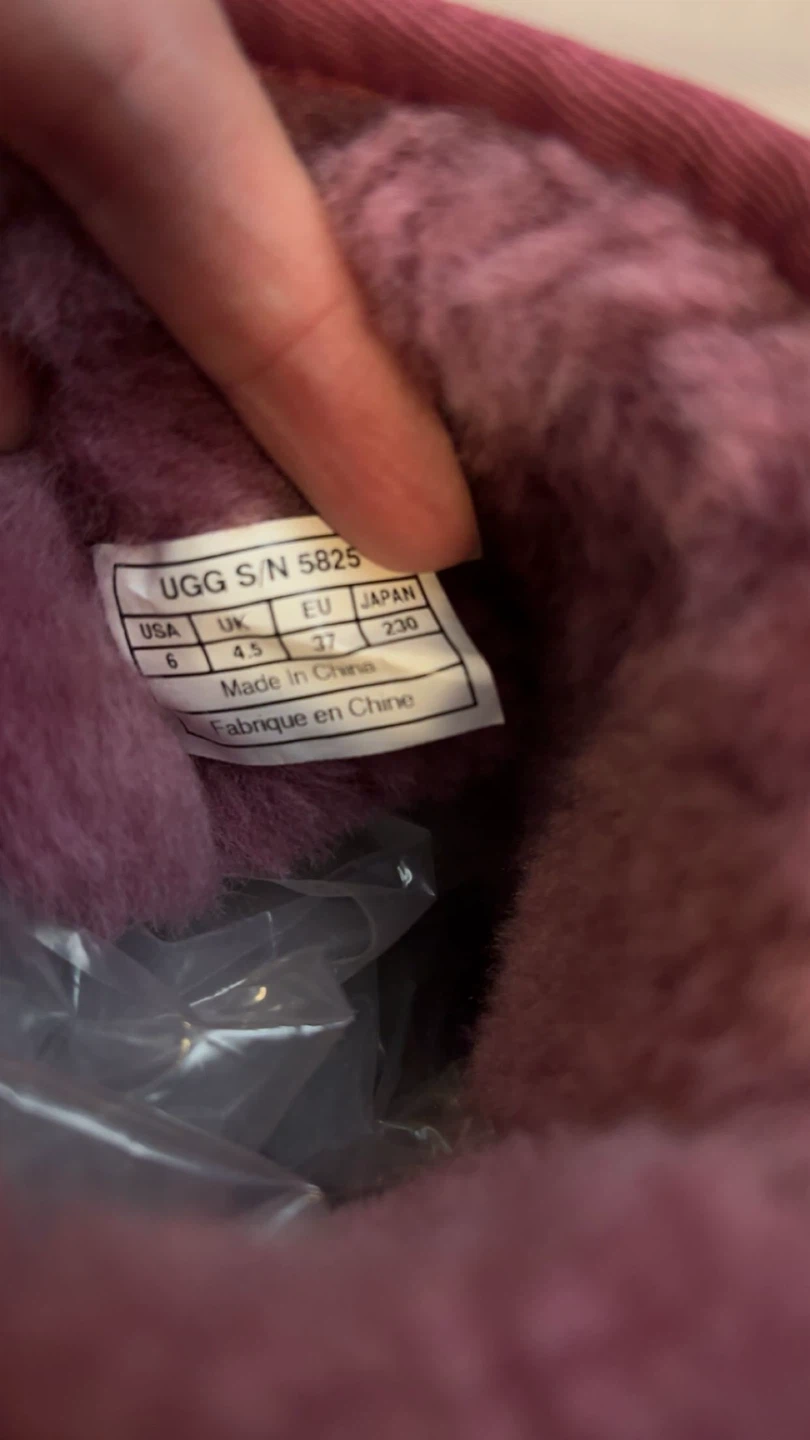 UGG S/N 5825
USA UK EU JAPAN
6 4.5 37 230
Made In China
Fabrique en Chine